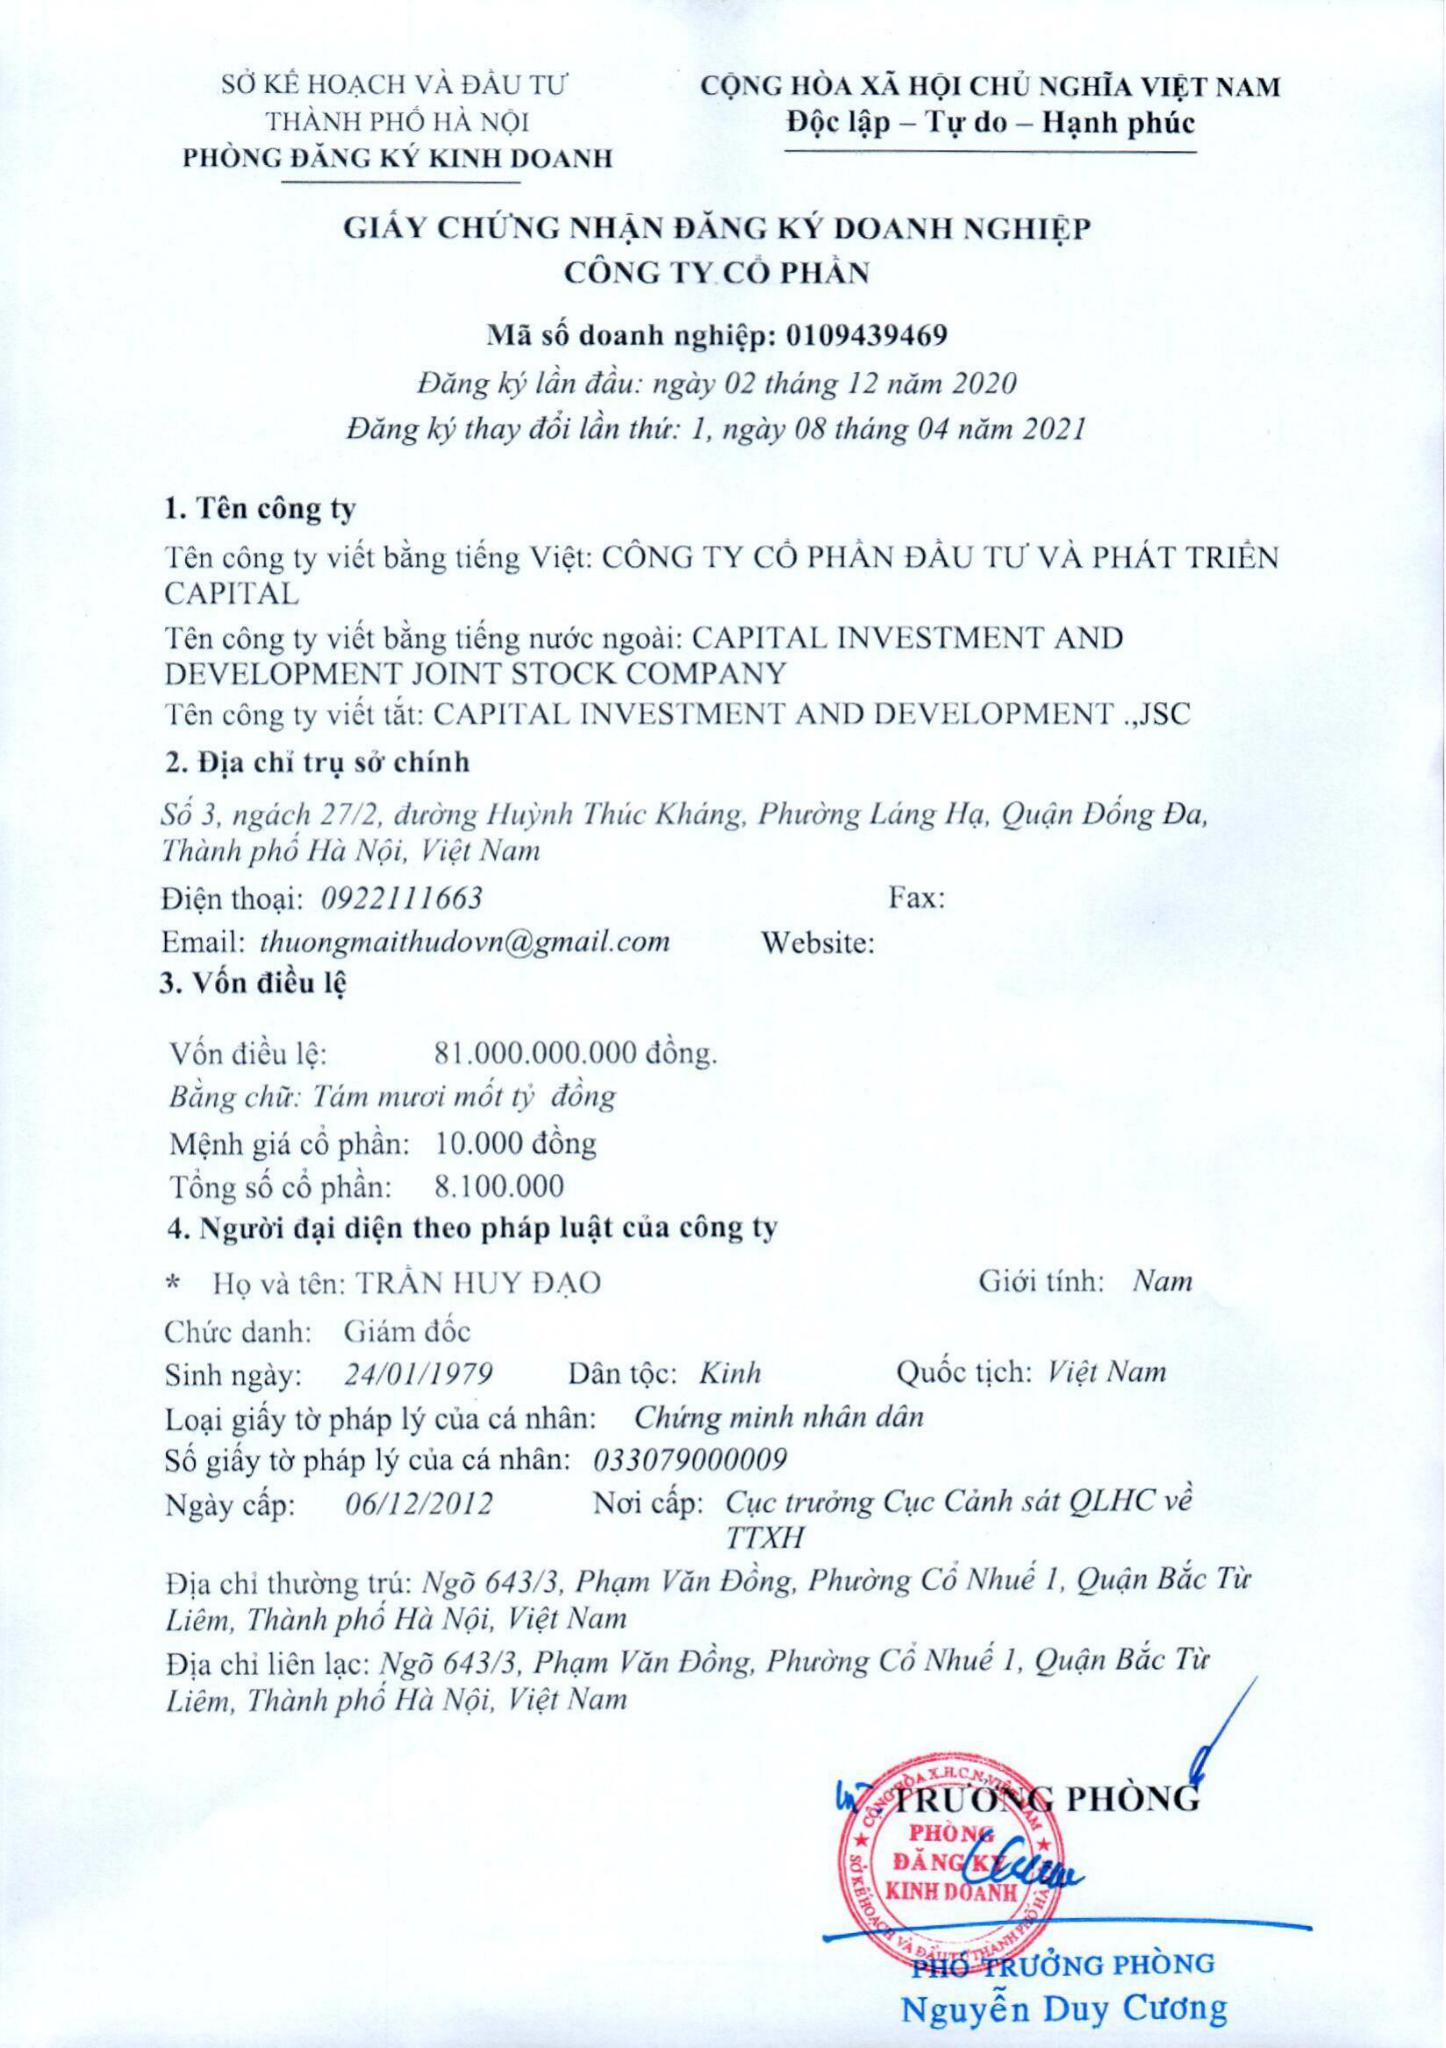 SỞ KẾ HOẠCH VÀ ĐẦU TƯ
THÀNH PHỐ HÀ NỘI
PHÒNG ĐĂNG KÝ KINH DOANH
CỘNG HÒA XÃ HỘI CHỦ NGHĨA VIỆT NAM
Độc lập – Tự do – Hạnh phúc
GIẤY CHỨNG NHẬN ĐĂNG KÝ DOANH NGHIỆP
CÔNG TY CỔ PHẦN
Mã số doanh nghiệp: 0109439469
Đăng ký lần đầu: ngày 02 tháng 12 năm 2020
Đăng ký thay đổi lần thứ: 1, ngày 08 tháng 04 năm 2021
1. Tên công ty
Tên công ty viết bằng tiếng Việt: CÔNG TY CỔ PHẦN ĐẦU TƯ VÀ PHÁT TRIỂN
CAPITAL
Tên công ty viết bằng tiếng nước ngoài: CAPITAL INVESTMENT AND
DEVELOPMENT JOINT STOCK COMPANY
Tên công ty viết tắt: CAPITAL INVESTMENT AND DEVELOPMENT .,JSC
2. Địa chỉ trụ sở chính
Số 3, ngách 27/2, đường Huỳnh Thúc Kháng, Phường Láng Hạ, Quận Đống Đa,
Thành phố Hà Nội, Việt Nam
Điện thoại: 0922111663 Fax:
Email: thuongmaithudovn@gmail.com Website:
3. Vốn điều lệ
Vốn điều lệ: 81.000.000.000 đồng.
Bằng chữ: Tám mươi mốt tỷ đồng
Mệnh giá cổ phần: 10.000 đồng
Tổng số cổ phần: 8.100.000
4. Người đại diện theo pháp luật của công ty
* Họ và tên: TRẦN HUY ĐẠO Giới tính: Nam
Chức danh: Giám đốc
Sinh ngày: 24/01/1979 Dân tộc: Kinh Quốc tịch: Việt Nam
Loại giấy tờ pháp lý của cá nhân: Chứng minh nhân dân
Số giấy tờ pháp lý của cá nhân: 033079000009
Ngày cấp: 06/12/2012 Nơi cấp: Cục trưởng Cục Cảnh sát QLHC về
TTXH
Địa chỉ thường trú: Ngõ 643/3, Phạm Văn Đồng, Phường Cổ Nhuế 1, Quận Bắc Từ
Liêm, Thành phố Hà Nội, Việt Nam
Địa chỉ liên lạc: Ngõ 643/3, Phạm Văn Đồng, Phường Cổ Nhuế 1, Quận Bắc Từ
Liêm, Thành phố Hà Nội, Việt Nam
TRƯỞNG PHÒNG
CỘNG HÒA X.H.C.N VIỆT NAM
PHÒNG
ĐĂNG KÝ
KINH DOANH
SỞ KẾ HOẠCH VÀ ĐẦU TƯ THÀNH PHỐ HÀ
PHÓ TRƯỞNG PHÒNG
Nguyễn Duy Cương